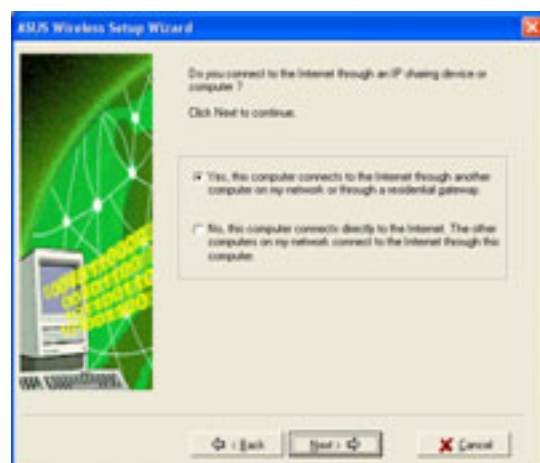 ASUS Wireless Setup Wizard
Do you connect to the Internet through an IP sharing device or
computer ?
Click Next to continue.
Yes, this computer connects to the Internet through another
computer on my network or through a residential gateway.
No, this computer connects directly to the Internet. The other
computers on my network connect to the Internet through this
computer.
< Back
Next >
Cancel